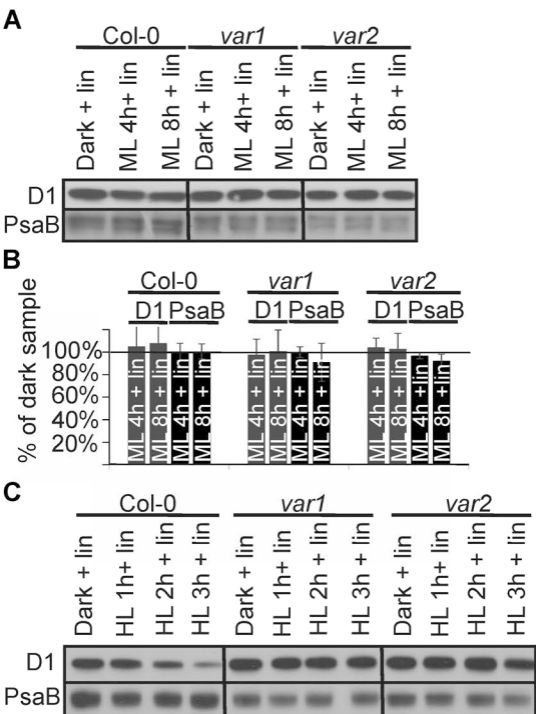 A
Col-0 var1 var2
Dark + lin ML 4h+ lin ML 8h + lin Dark + lin ML 4h+ lin ML 8h + lin Dark + lin ML 4h+ lin ML 8h + lin
D1
PsaB
B
Col-0 var1 var2
D1 PsaB D1 PsaB D1 PsaB
% of dark sample
100%
80%
60%
40%
20%
ML 4h + lin ML 8h + lin ML 4h + lin ML 8h + lin ML 4h + lin ML 8h + lin ML 4h + lin ML 8h + lin ML 4h + lin ML 8h + lin ML 4h + lin ML 8h + lin
C
Col-0 var1 var2
Dark + lin HL 1h+ lin HL 2h + lin HL 3h + lin Dark + lin HL 1h+ lin HL 2h + lin HL 3h + lin Dark + lin HL 1h+ lin HL 2h + lin HL 3h + lin
D1
PsaB